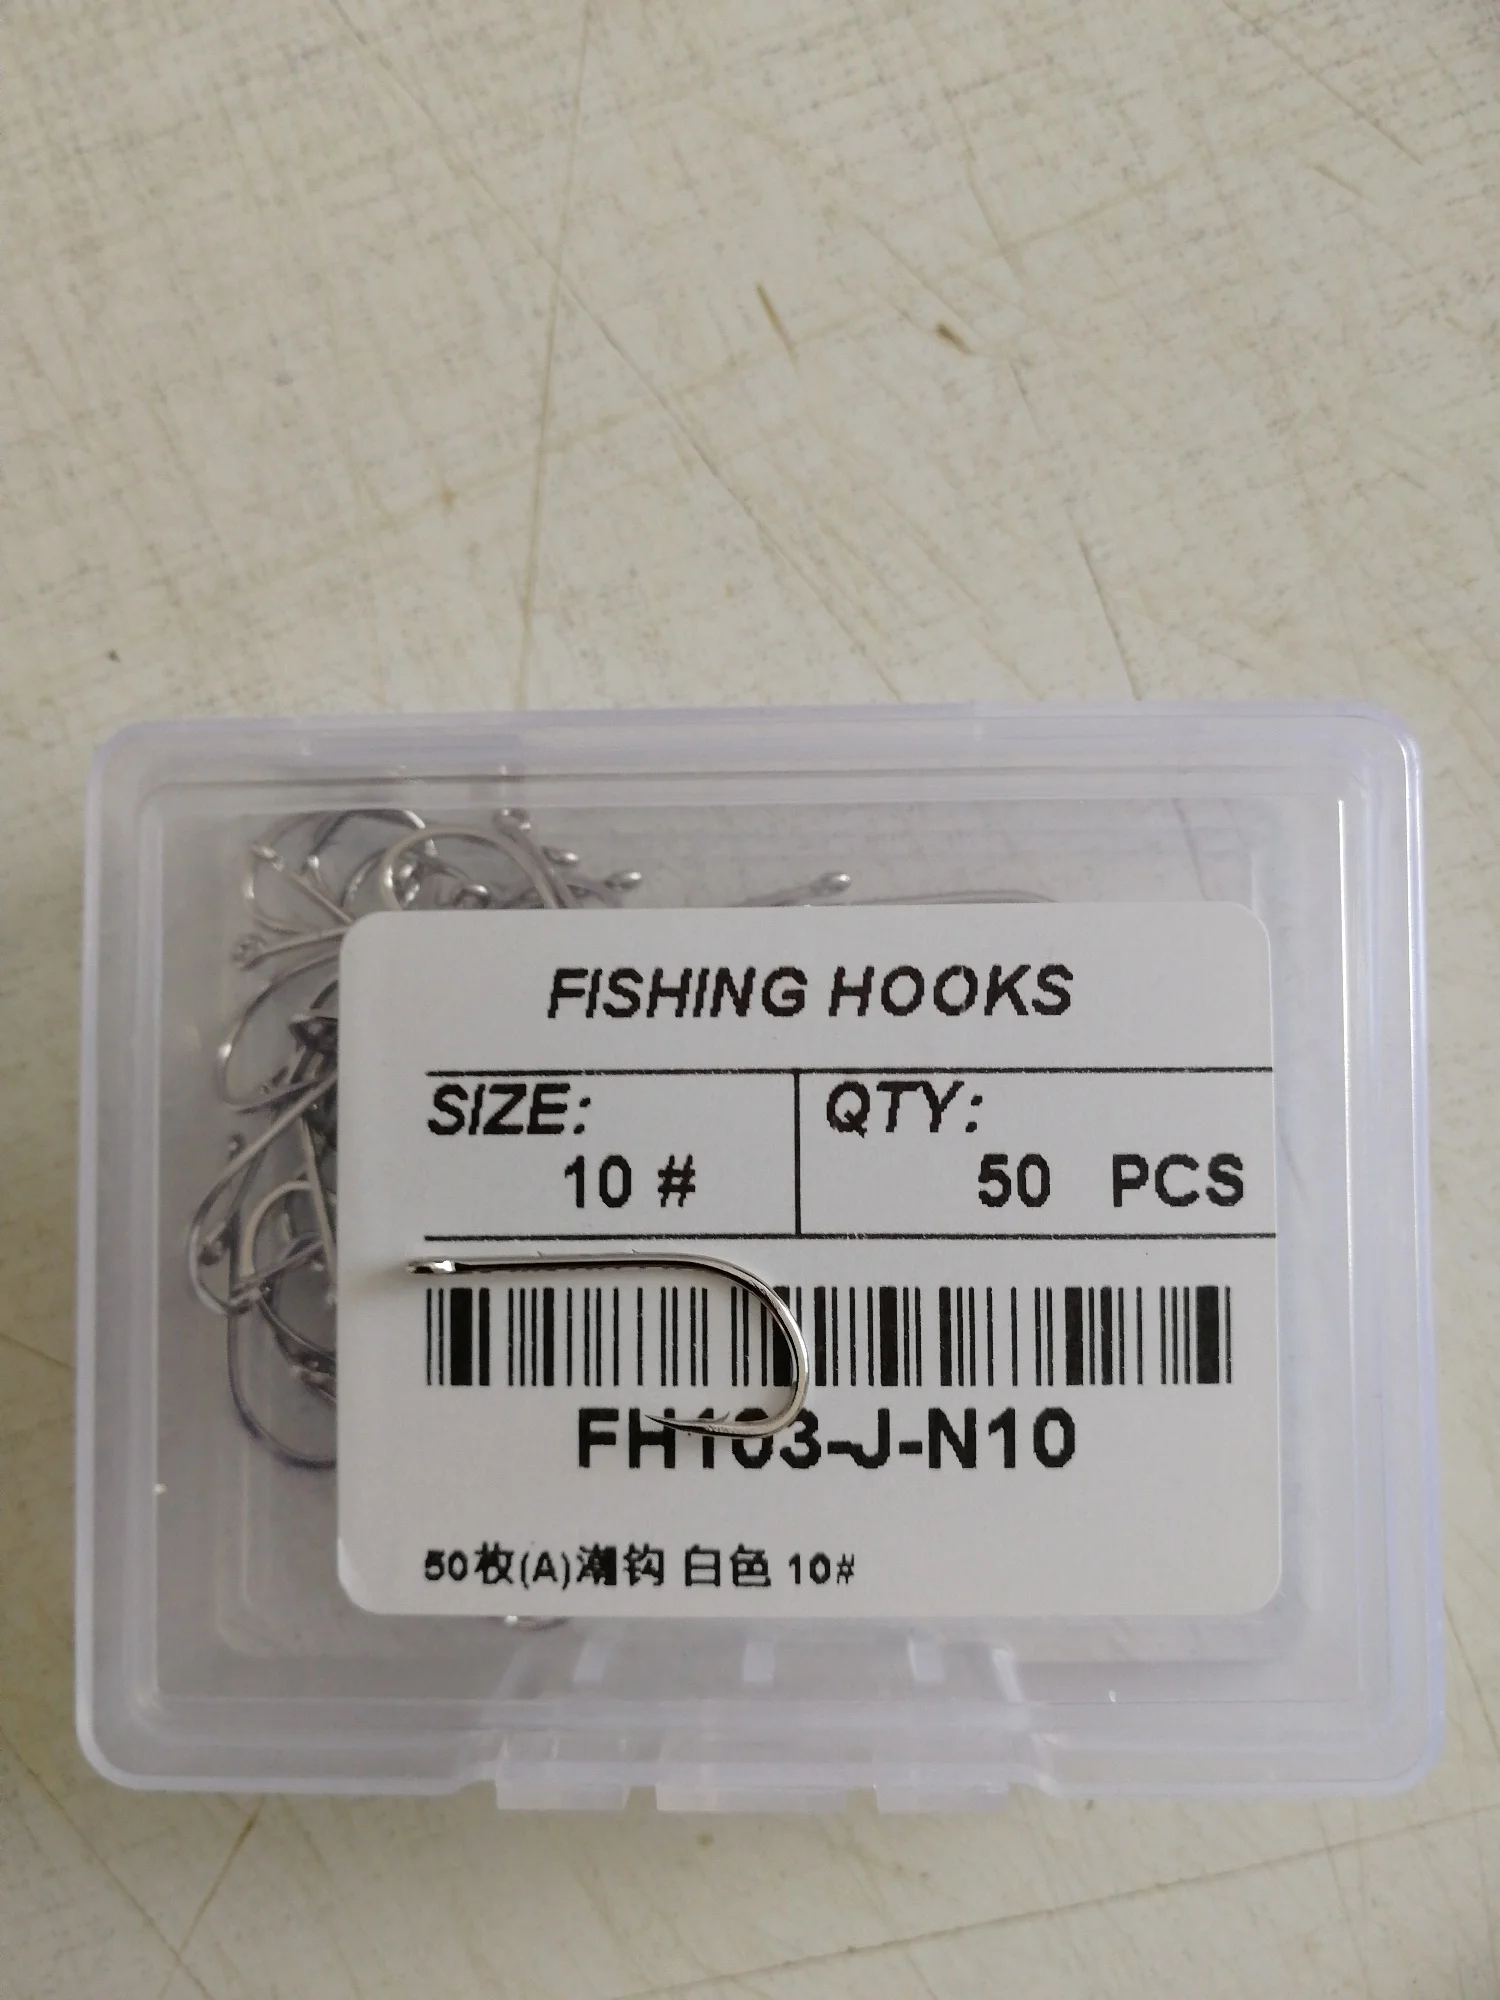 FISHING HOOKS
SIZE: QTY:
10 # 50 PCS
FH103-J-N10
50枚(A)潮钩 白色 10#